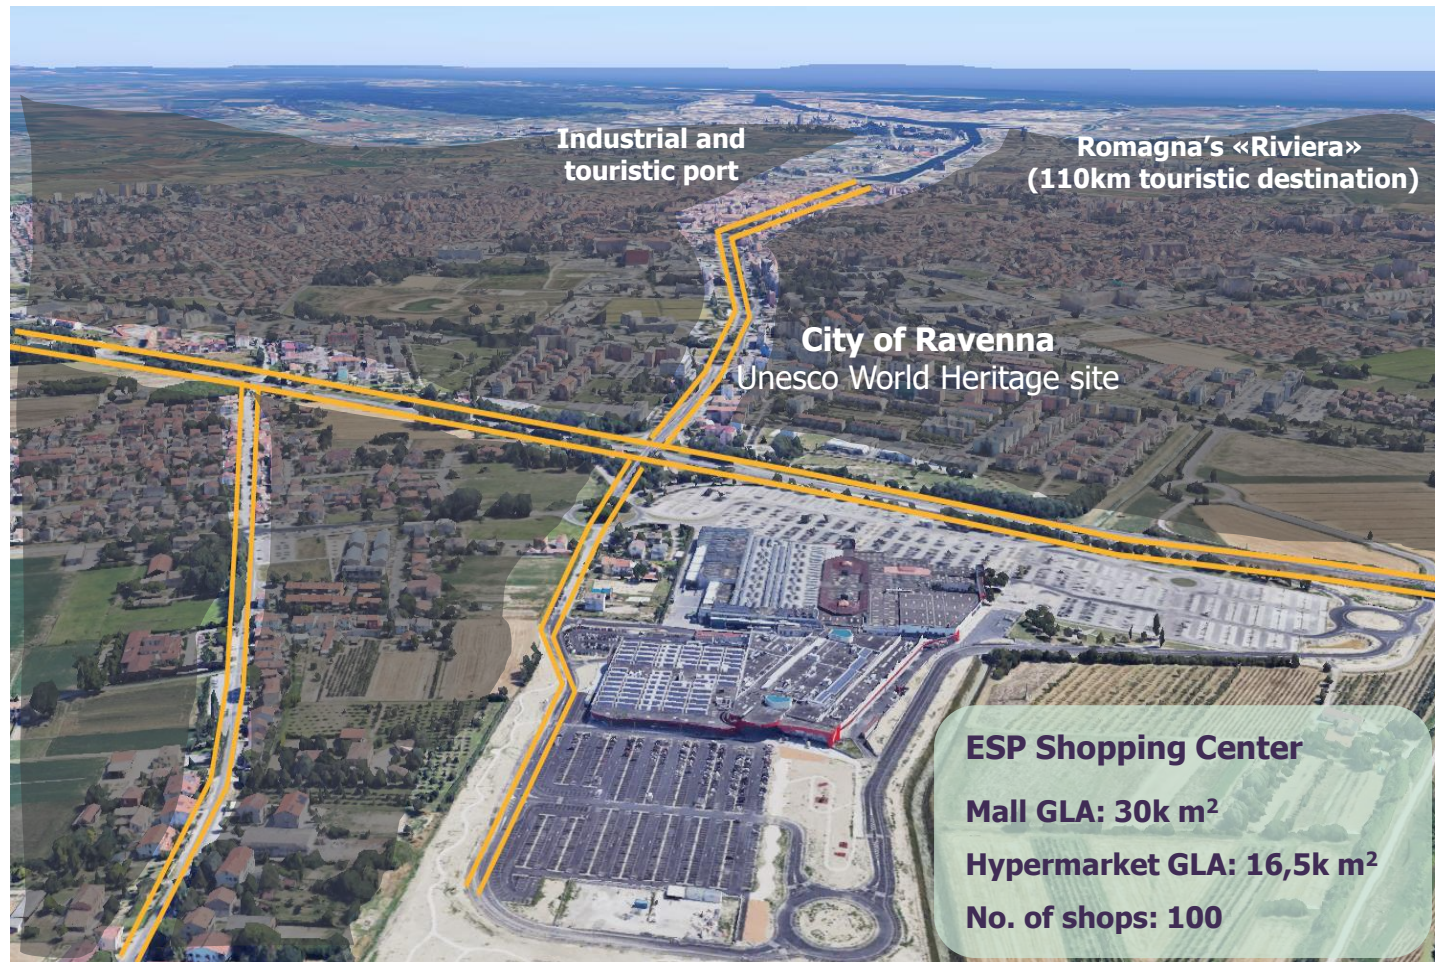 Industrial and
touristic port
Romagna’s «Riviera»
(110km touristic destination)
City of Ravenna
Unesco World Heritage site
ESP Shopping Center
Mall GLA: 30k m²
Hypermarket GLA: 16,5k m²
No. of shops: 100